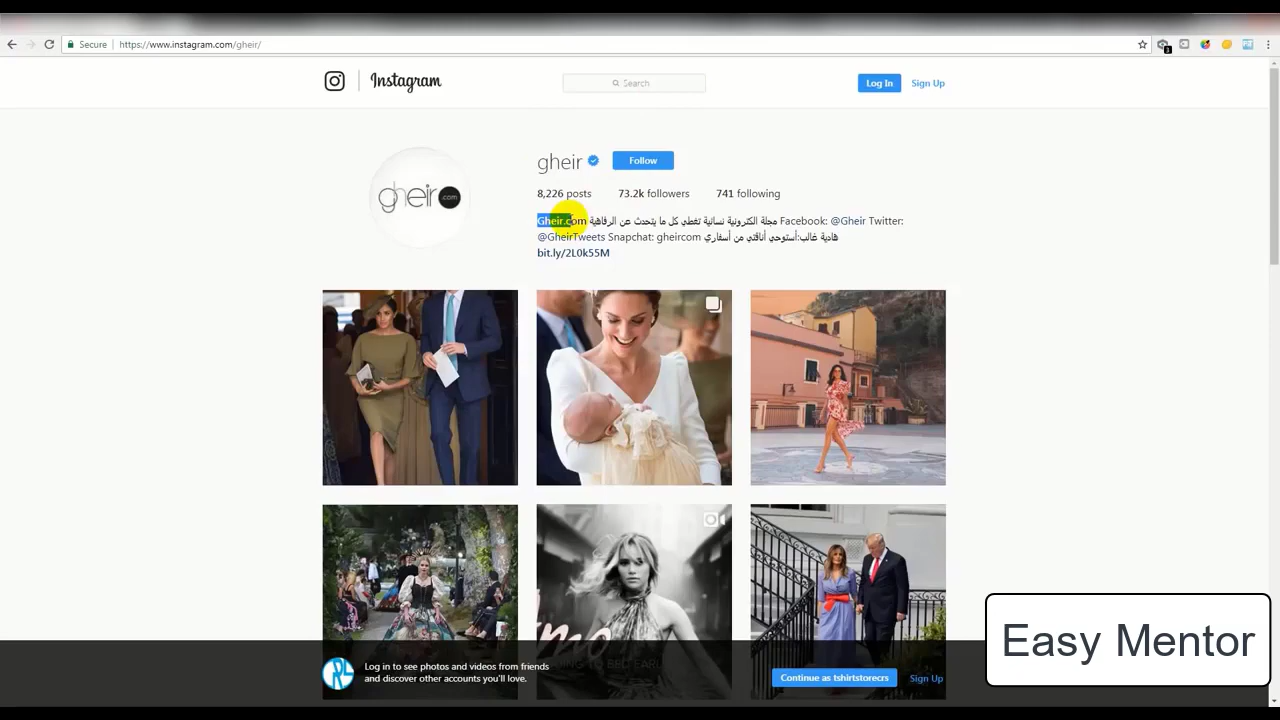 Secure
https://www.instagram.com/gheir/
Instagram
Search
Log In
Sign Up
gheir
.com
gheir
Follow
8,226 posts
73.2k followers
741 following
Gheir.com مجلة الكترونية نسائية تغطي كل ما يتحدث عن الرفاهية Facebook: @Gheir Twitter:
@GheirTweets Snapchat: gheircom هادية غالب:أستوحي أناقتي من أسفاري
bit.ly/2L0k55M
Log in to see photos and videos from friends
and discover other accounts you'll love.
Continue as tshirtstorecrs
Sign Up
Easy Mentor